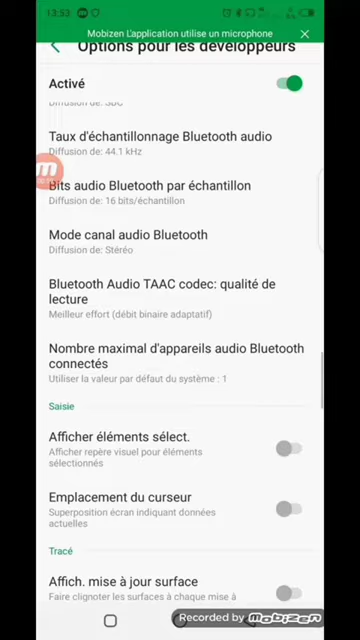 13:53
Mobizen L'application utilise un microphone
Options pour les développeurs
Activé
Diffusion de: SBC
Taux d'échantillonnage Bluetooth audio
Diffusion de: 44.1 kHz
Bits audio Bluetooth par échantillon
Diffusion de: 16 bits/échantillon
Mode canal audio Bluetooth
Diffusion de: Stéréo
Bluetooth Audio TAAC codec: qualité de
lecture
Meilleur effort (débit binaire adaptatif)
Nombre maximal d'appareils audio Bluetooth
connectés
Utiliser la valeur par défaut du système : 1
Saisie
Afficher éléments sélect.
Afficher repère visuel pour éléments
sélectionnés
Emplacement du curseur
Superposition écran indiquant données
actuelles
Tracé
Affich. mise à jour surface
Faire clignoter les surfaces à chaque mise à
Recorded by Mobizen